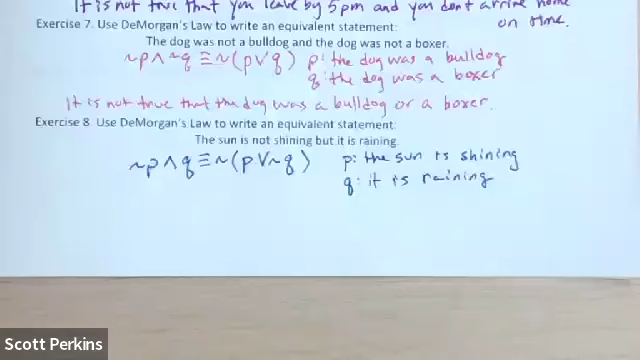 It is not true that you leave by 5pm and you don't arrive home
on time.
Exercise 7. Use DeMorgan's Law to write an equivalent statement:
The dog was not a bulldog and the dog was not a boxer.
~p∧~q≡~(p∨q) p: the dog was a bulldog
q: the dog was a boxer
It is not true that the dog was a bulldog or a boxer.
Exercise 8. Use DeMorgan's Law to write an equivalent statement:
The sun is not shining but it is raining.
~p∧q≡~(p∨~q) p: the sun is shining
q: it is raining
Scott Perkins